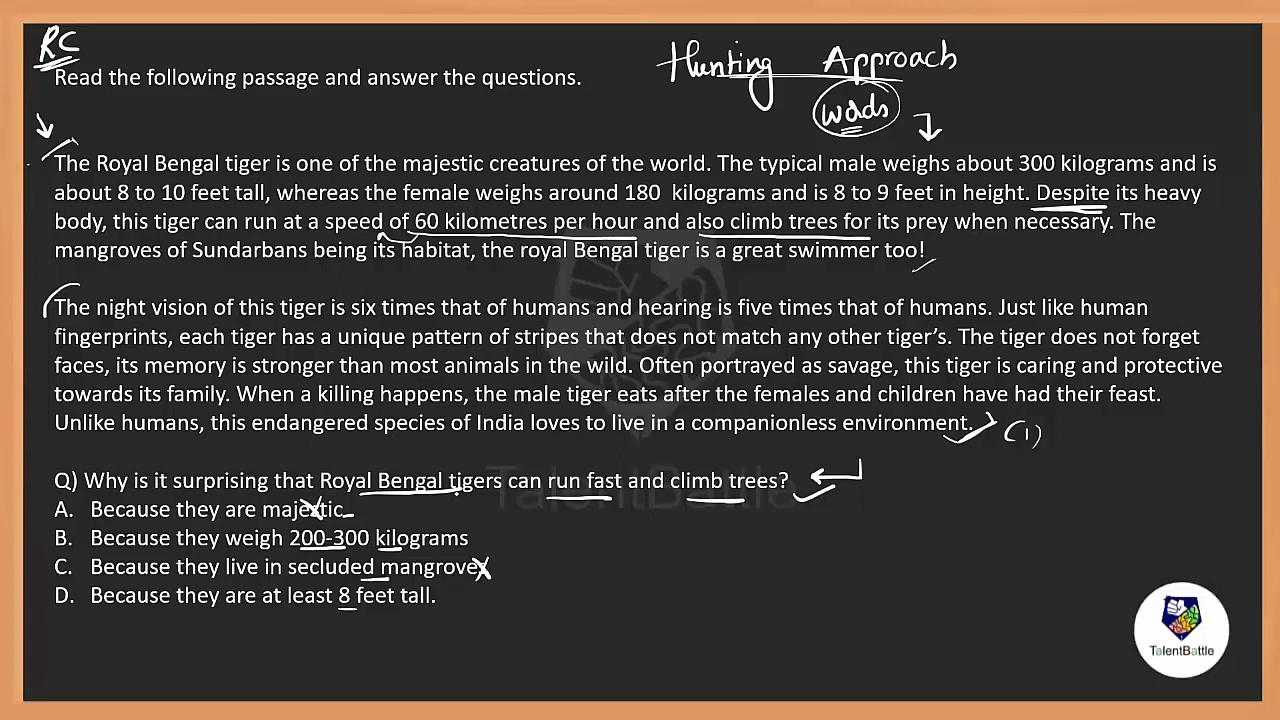 RC
Hunting Approach
Read the following passage and answer the questions.
words
The Royal Bengal tiger is one of the majestic creatures of the world. The typical male weighs about 300 kilograms and is
about 8 to 10 feet tall, whereas the female weighs around 180 kilograms and is 8 to 9 feet in height. Despite its heavy
body, this tiger can run at a speed of 60 kilometres per hour and also climb trees for its prey when necessary. The
mangroves of Sundarbans being its habitat, the royal Bengal tiger is a great swimmer too!
The night vision of this tiger is six times that of humans and hearing is five times that of humans. Just like human
fingerprints, each tiger has a unique pattern of stripes that does not match any other tiger's. The tiger does not forget
faces, its memory is stronger than most animals in the wild. Often portrayed as savage, this tiger is caring and protective
towards its family. When a killing happens, the male tiger eats after the females and children have had their feast.
Unlike humans, this endangered species of India loves to live in a companionless environment.
(1)
Q) Why is it surprising that Royal Bengal tigers can run fast and climb trees?
A. Because they are majestic
B. Because they weigh 200-300 kilograms
C. Because they live in secluded mangroves
D. Because they are at least 8 feet tall.
TalentBattle
TalentBattle